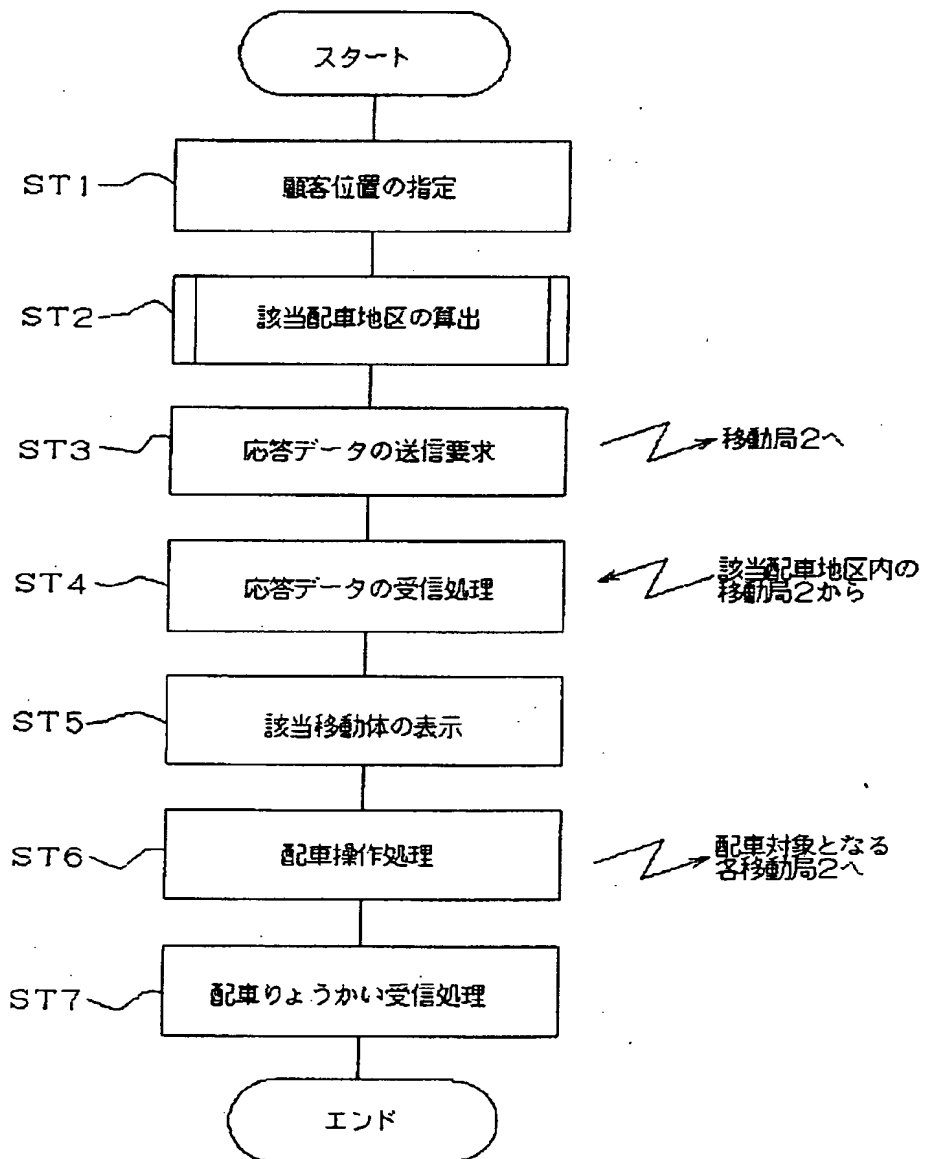 スタート
ST1
顧客位置の指定
ST2
該当配車地区の算出
ST3
応答データの送信要求
移動局2へ
ST4
応答データの受信処理
該当配車地区内の
移動局2から
ST5
該当移動体の表示
ST6
配車操作処理
配車対象となる
各移動局2へ
ST7
配車りょうかい受信処理
エンド